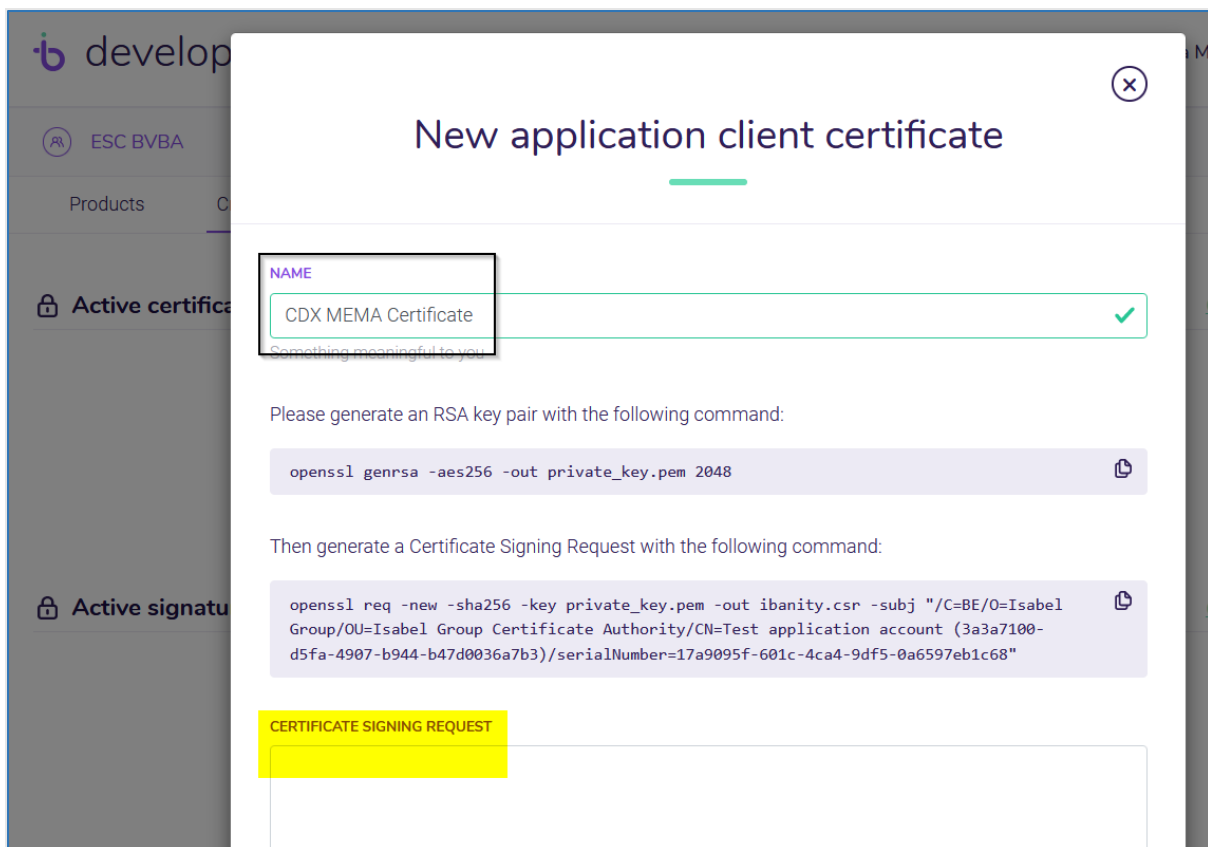 develop
New application client certificate
ESC BVBA
Products
NAME
CDX MEMA Certificate
Something meaningful to you
Active certifica
Please generate an RSA key pair with the following command:
openssl genrsa -aes256 -out private_key.pem 2048
Then generate a Certificate Signing Request with the following command:
Active signatu
openssl req -new -sha256 -key private_key.pem -out ibanity.csr -subj "/C=BE/O=Isabel
Group/OU=Isabel Group Certificate Authority/CN=Test application account (3a3a7100-
d5fa-4907-b944-b47d0036a7b3)/serialNumber=17a9095f-601c-4ca4-9df5-0a6597eb1c68"
CERTIFICATE SIGNING REQUEST